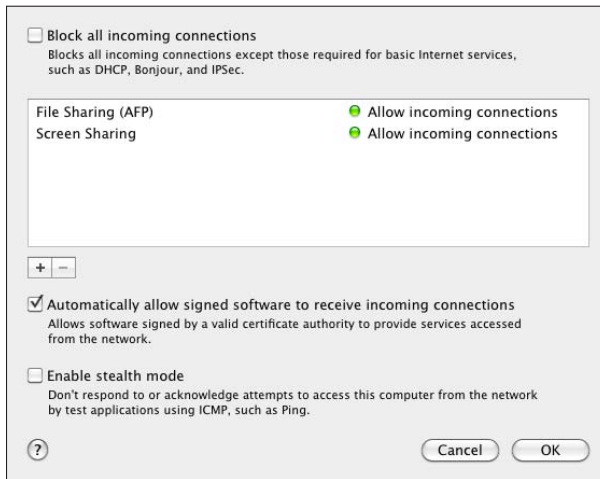 Block all incoming connections
Blocks all incoming connections except those required for basic Internet services,
such as DHCP, Bonjour, and IPSec.
File Sharing (AFP) Allow incoming connections
Screen Sharing Allow incoming connections
+ −
Automatically allow signed software to receive incoming connections
Allows software signed by a valid certificate authority to provide services accessed
from the network.
Enable stealth mode
Don't respond to or acknowledge attempts to access this computer from the network
by test applications using ICMP, such as Ping.
? Cancel OK